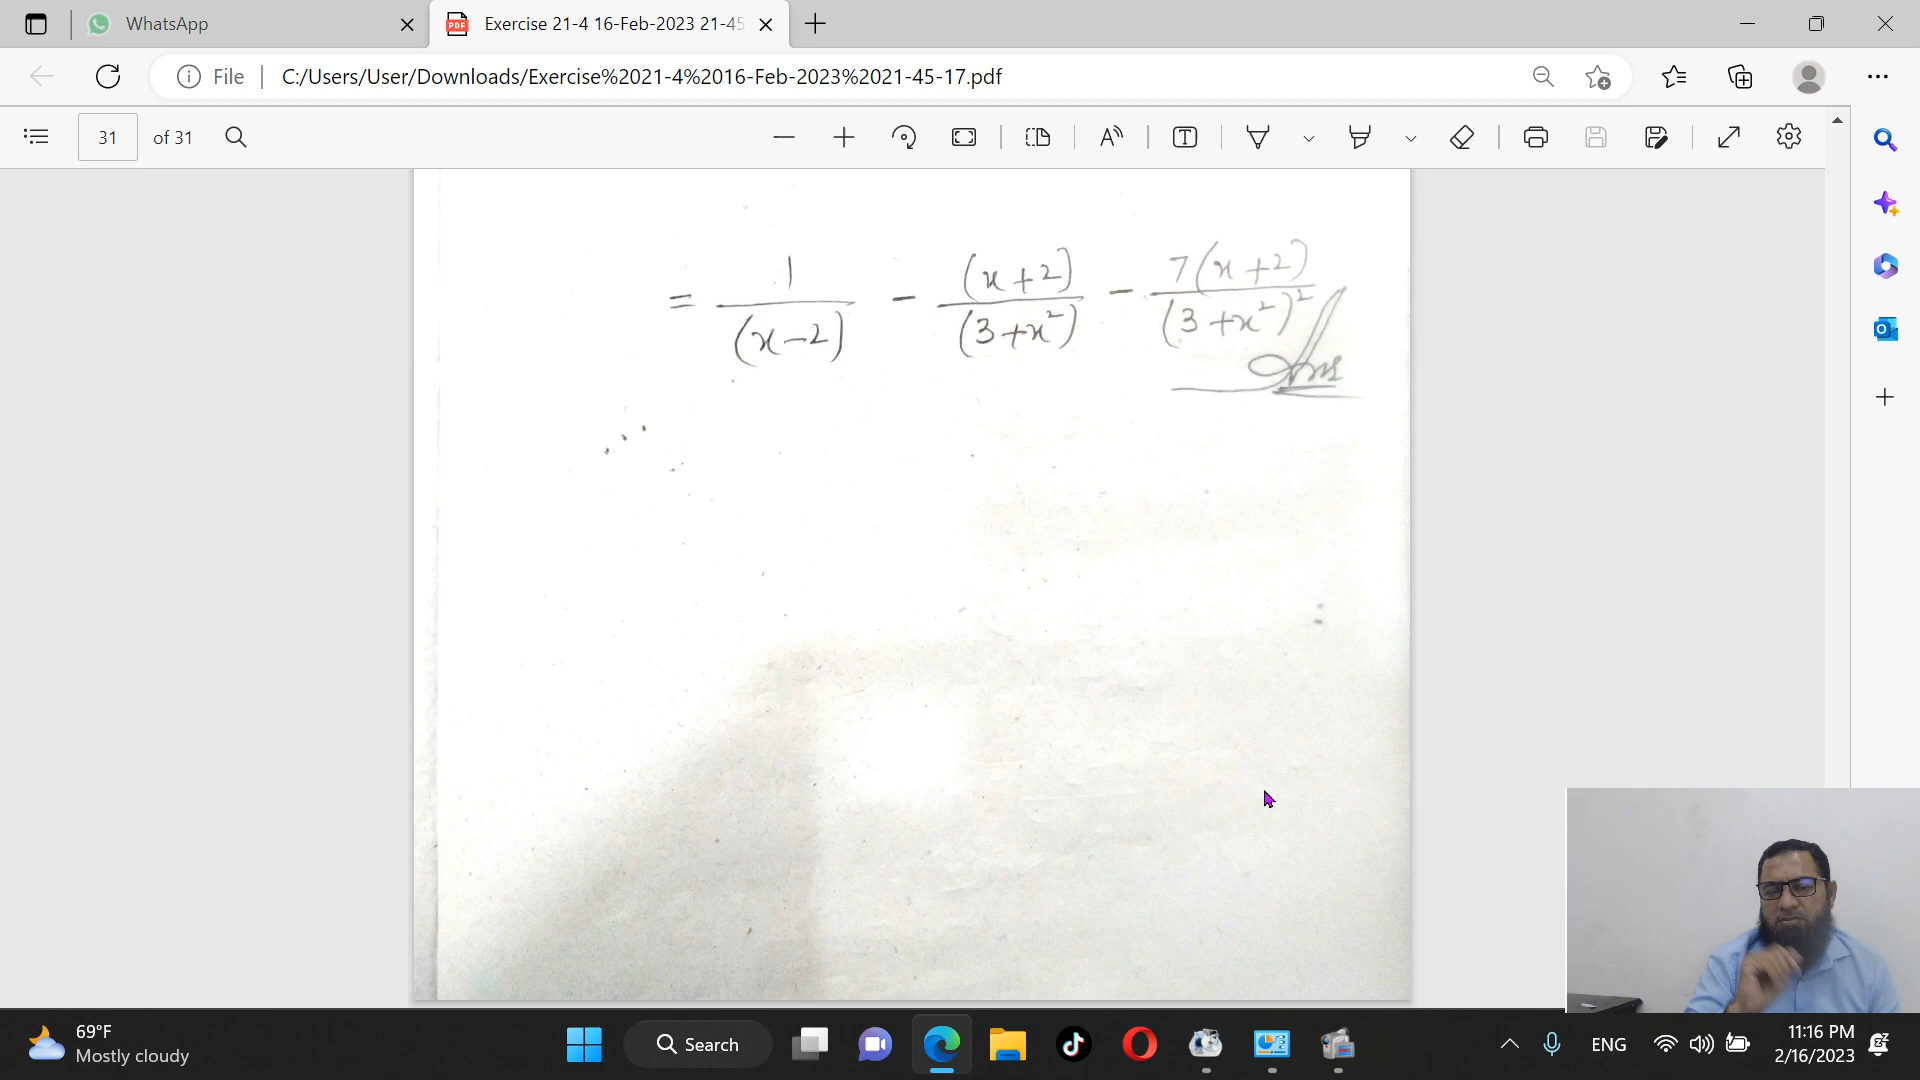 WhatsApp
Exercise 21-4 16-Feb-2023 21-45
File
C:/Users/User/Downloads/Exercise%2021-4%2016-Feb-2023%2021-45-17.pdf
31 of 31
= 1/(x-2) - (x+2)/(3+x²) - 7(x+2)/(3+x²)²
Ans
69°F
Mostly cloudy
Search
ENG
11:16 PM
2/16/2023